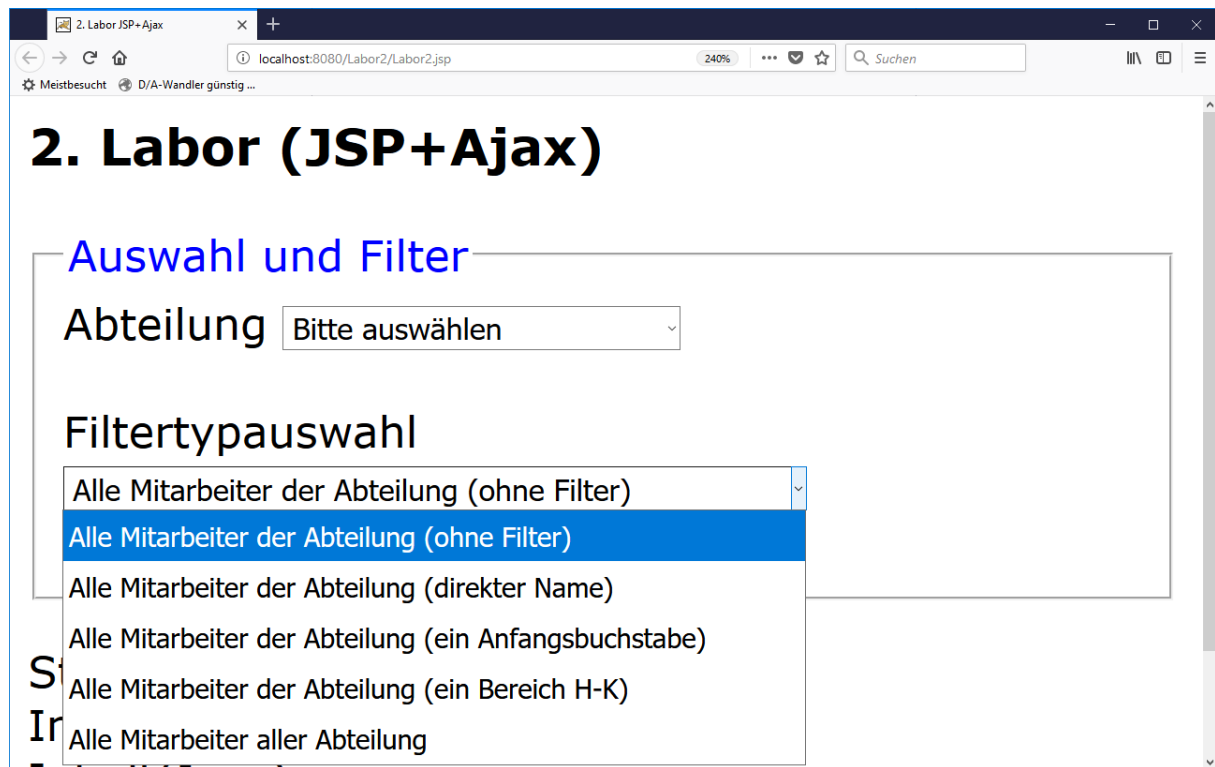 2. Labor JSP+Ajax
localhost:8080/Labor2/Labor2.jsp 240% Suchen
Meistbesucht D/A-Wandler günstig ...
2. Labor (JSP+Ajax)
Auswahl und Filter
Abteilung Bitte auswählen
Filtertypauswahl
Alle Mitarbeiter der Abteilung (ohne Filter)
Alle Mitarbeiter der Abteilung (ohne Filter)
Alle Mitarbeiter der Abteilung (direkter Name)
Alle Mitarbeiter der Abteilung (ein Anfangsbuchstabe)
Alle Mitarbeiter der Abteilung (ein Bereich H-K)
Alle Mitarbeiter aller Abteilung